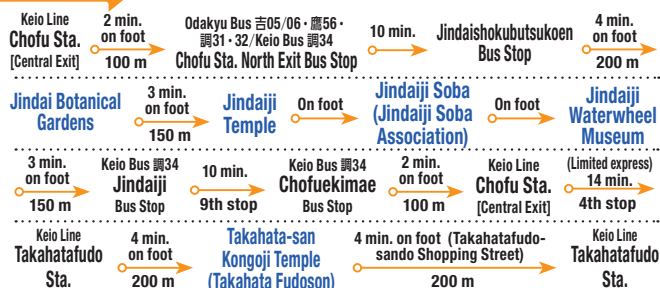 Keio Line
Chofu Sta.
[Central Exit]
2 min.
on foot
100 m
Odakyu Bus 吉05/06・鷹56・
調31・32/Keio Bus 調34
Chofu Sta. North Exit Bus Stop
10 min.
Jindaishokubutsukoen
Bus Stop
4 min.
on foot
200 m
Jindai Botanical
Gardens
3 min.
on foot
150 m
Jindaiji
Temple
On foot
Jindaiji Soba
(Jindaiji Soba
Association)
On foot
Jindaiji
Waterwheel
Museum
3 min.
on foot
150 m
Keio Bus 調34
Jindaiji
Bus Stop
10 min.
9th stop
Keio Bus 調34
Chofuekimae
Bus Stop
2 min.
on foot
100 m
Keio Line
Chofu Sta.
[Central Exit]
(Limited express)
14 min.
4th stop
Keio Line
Takahatafudo
Sta.
4 min.
on foot
200 m
Takahata-san
Kongoji Temple
(Takahata Fudoson)
4 min. on foot (Takahatafudo-
sando Shopping Street)
200 m
Keio Line
Takahatafudo
Sta.